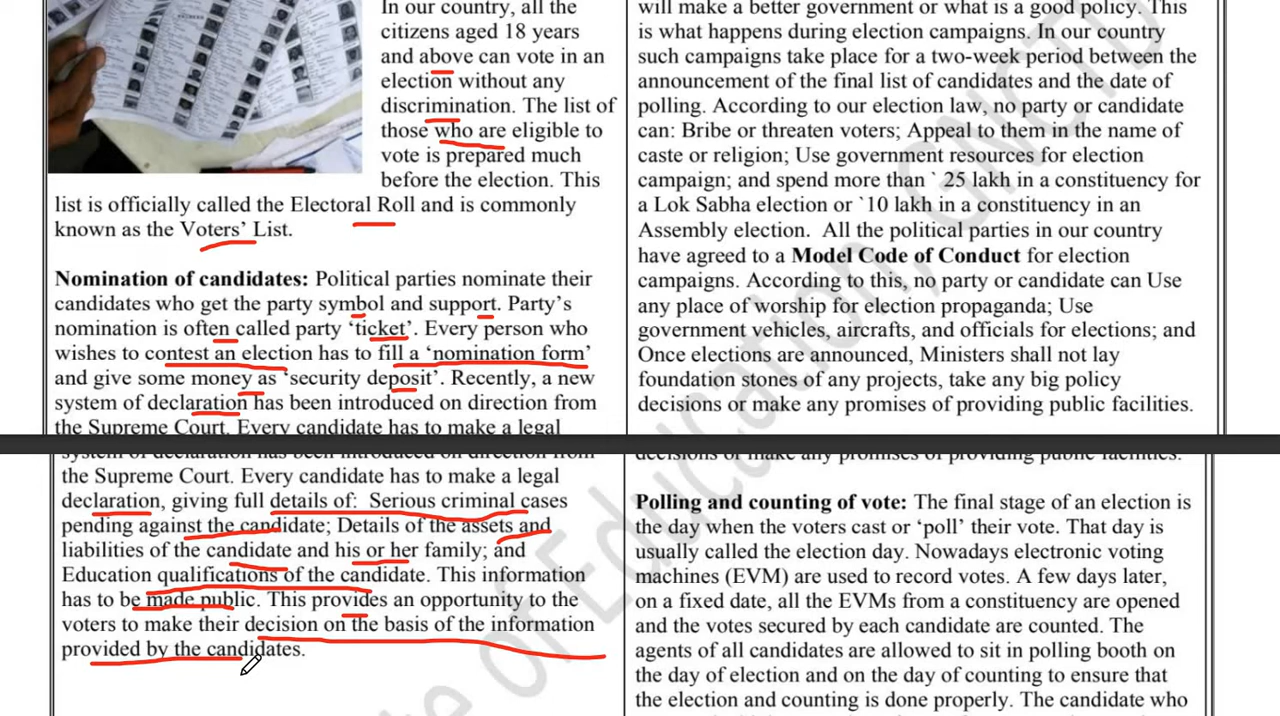 In our country, all the
citizens aged 18 years
and above can vote in an
election without any
discrimination. The list of
those who are eligible to
vote is prepared much
before the election. This
list is officially called the Electoral Roll and is commonly
known as the Voters' List.
Nomination of candidates: Political parties nominate their
candidates who get the party symbol and support. Party's
nomination is often called party 'ticket'. Every person who
wishes to contest an election has to fill a 'nomination form'
and give some money as 'security deposit'. Recently, a new
system of declaration has been introduced on direction from
the Supreme Court. Every candidate has to make a legal
system of declaration has been introduced on direction from
the Supreme Court. Every candidate has to make a legal
declaration, giving full details of: Serious criminal cases
pending against the candidate; Details of the assets and
liabilities of the candidate and his or her family; and
Education qualifications of the candidate. This information
has to be made public. This provides an opportunity to the
voters to make their decision on the basis of the information
provided by the candidates.
will make a better government or what is a good policy. This
is what happens during election campaigns. In our country
such campaigns take place for a two-week period between the
announcement of the final list of candidates and the date of
polling. According to our election law, no party or candidate
can: Bribe or threaten voters; Appeal to them in the name of
caste or religion; Use government resources for election
campaign; and spend more than ` 25 lakh in a constituency for
a Lok Sabha election or `10 lakh in a constituency in an
Assembly election. All the political parties in our country
have agreed to a Model Code of Conduct for election
campaigns. According to this, no party or candidate can Use
any place of worship for election propaganda; Use
government vehicles, aircrafts, and officials for elections; and
Once elections are announced, Ministers shall not lay
foundation stones of any projects, take any big policy
decisions or make any promises of providing public facilities.
decisions or make any promises of providing public facilities.
Polling and counting of vote: The final stage of an election is
the day when the voters cast or 'poll' their vote. That day is
usually called the election day. Nowadays electronic voting
machines (EVM) are used to record votes. A few days later,
on a fixed date, all the EVMs from a constituency are opened
and the votes secured by each candidate are counted. The
agents of all candidates are allowed to sit in polling booth on
the day of election and on the day of counting to ensure that
the election and counting is done properly. The candidate who
of Education, GNCTD